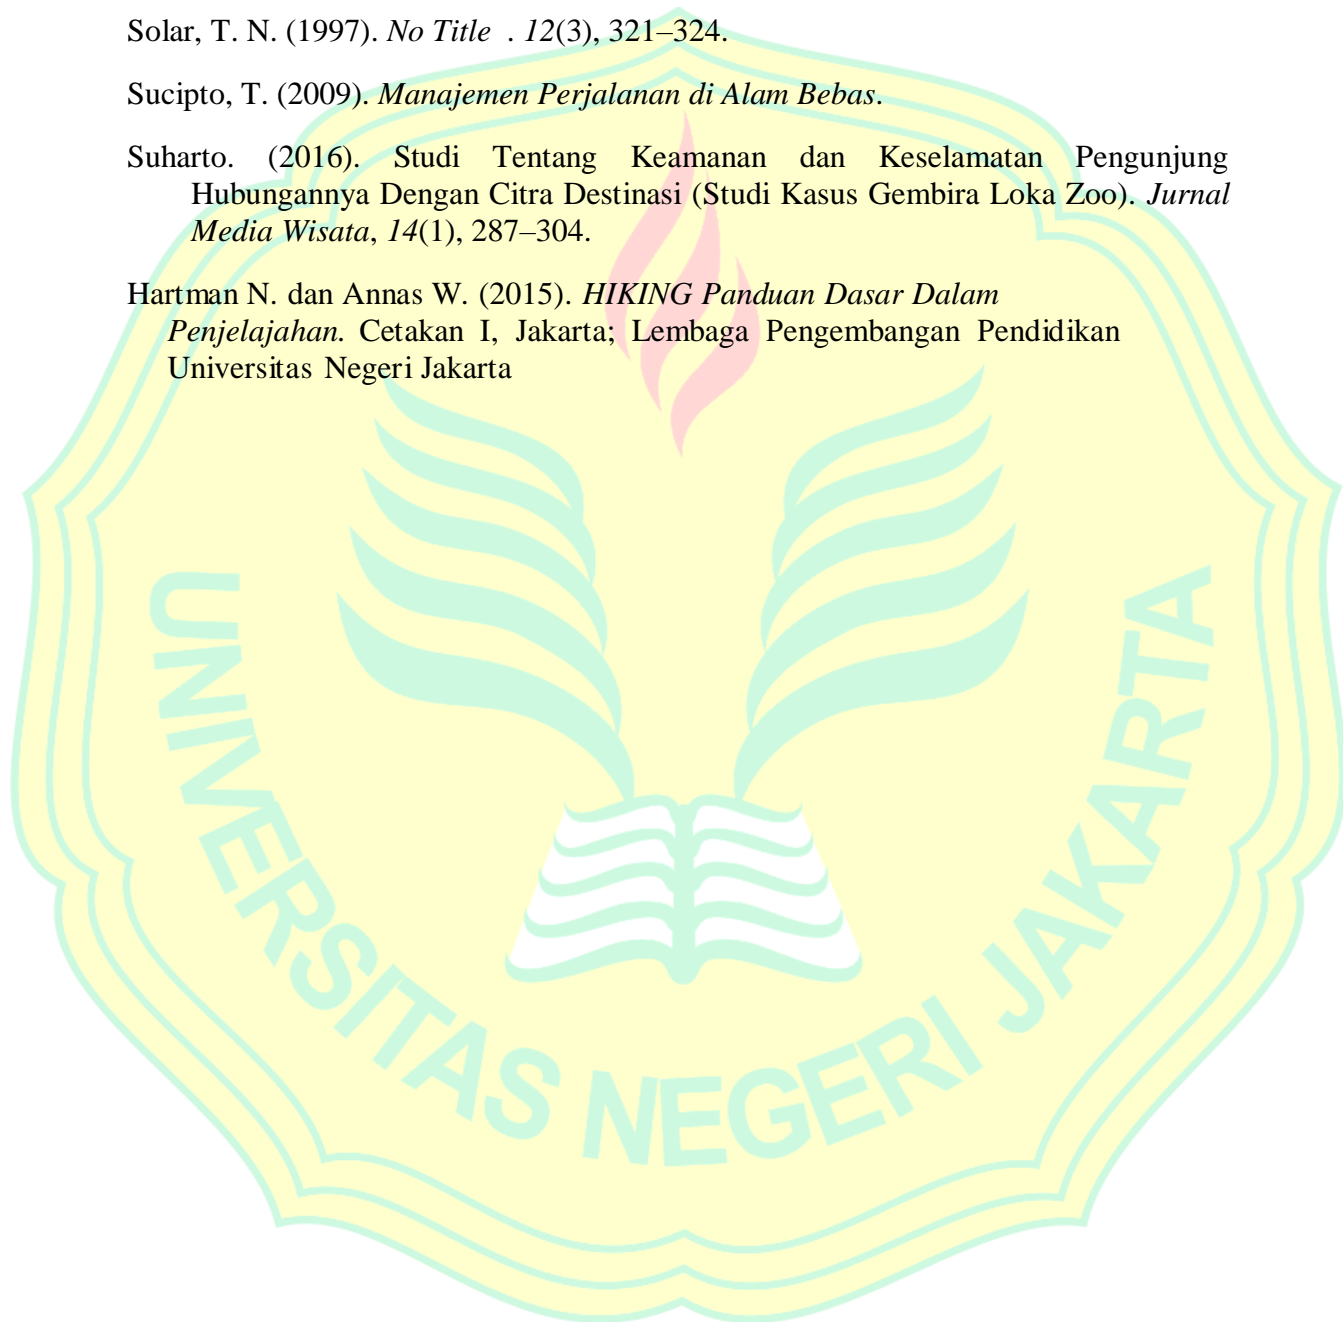 Solar, T. N. (1997). No Title . 12(3), 321–324.
Sucipto, T. (2009). Manajemen Perjalanan di Alam Bebas.
Suharto. (2016). Studi Tentang Keamanan dan Keselamatan Pengunjung
Hubungannya Dengan Citra Destinasi (Studi Kasus Gembira Loka Zoo). Jurnal
Media Wisata, 14(1), 287–304.
Hartman N. dan Annas W. (2015). HIKING Panduan Dasar Dalam
Penjelajahan. Cetakan I, Jakarta; Lembaga Pengembangan Pendidikan
Universitas Negeri Jakarta
UNIVERSITAS NEGERI JAKARTA